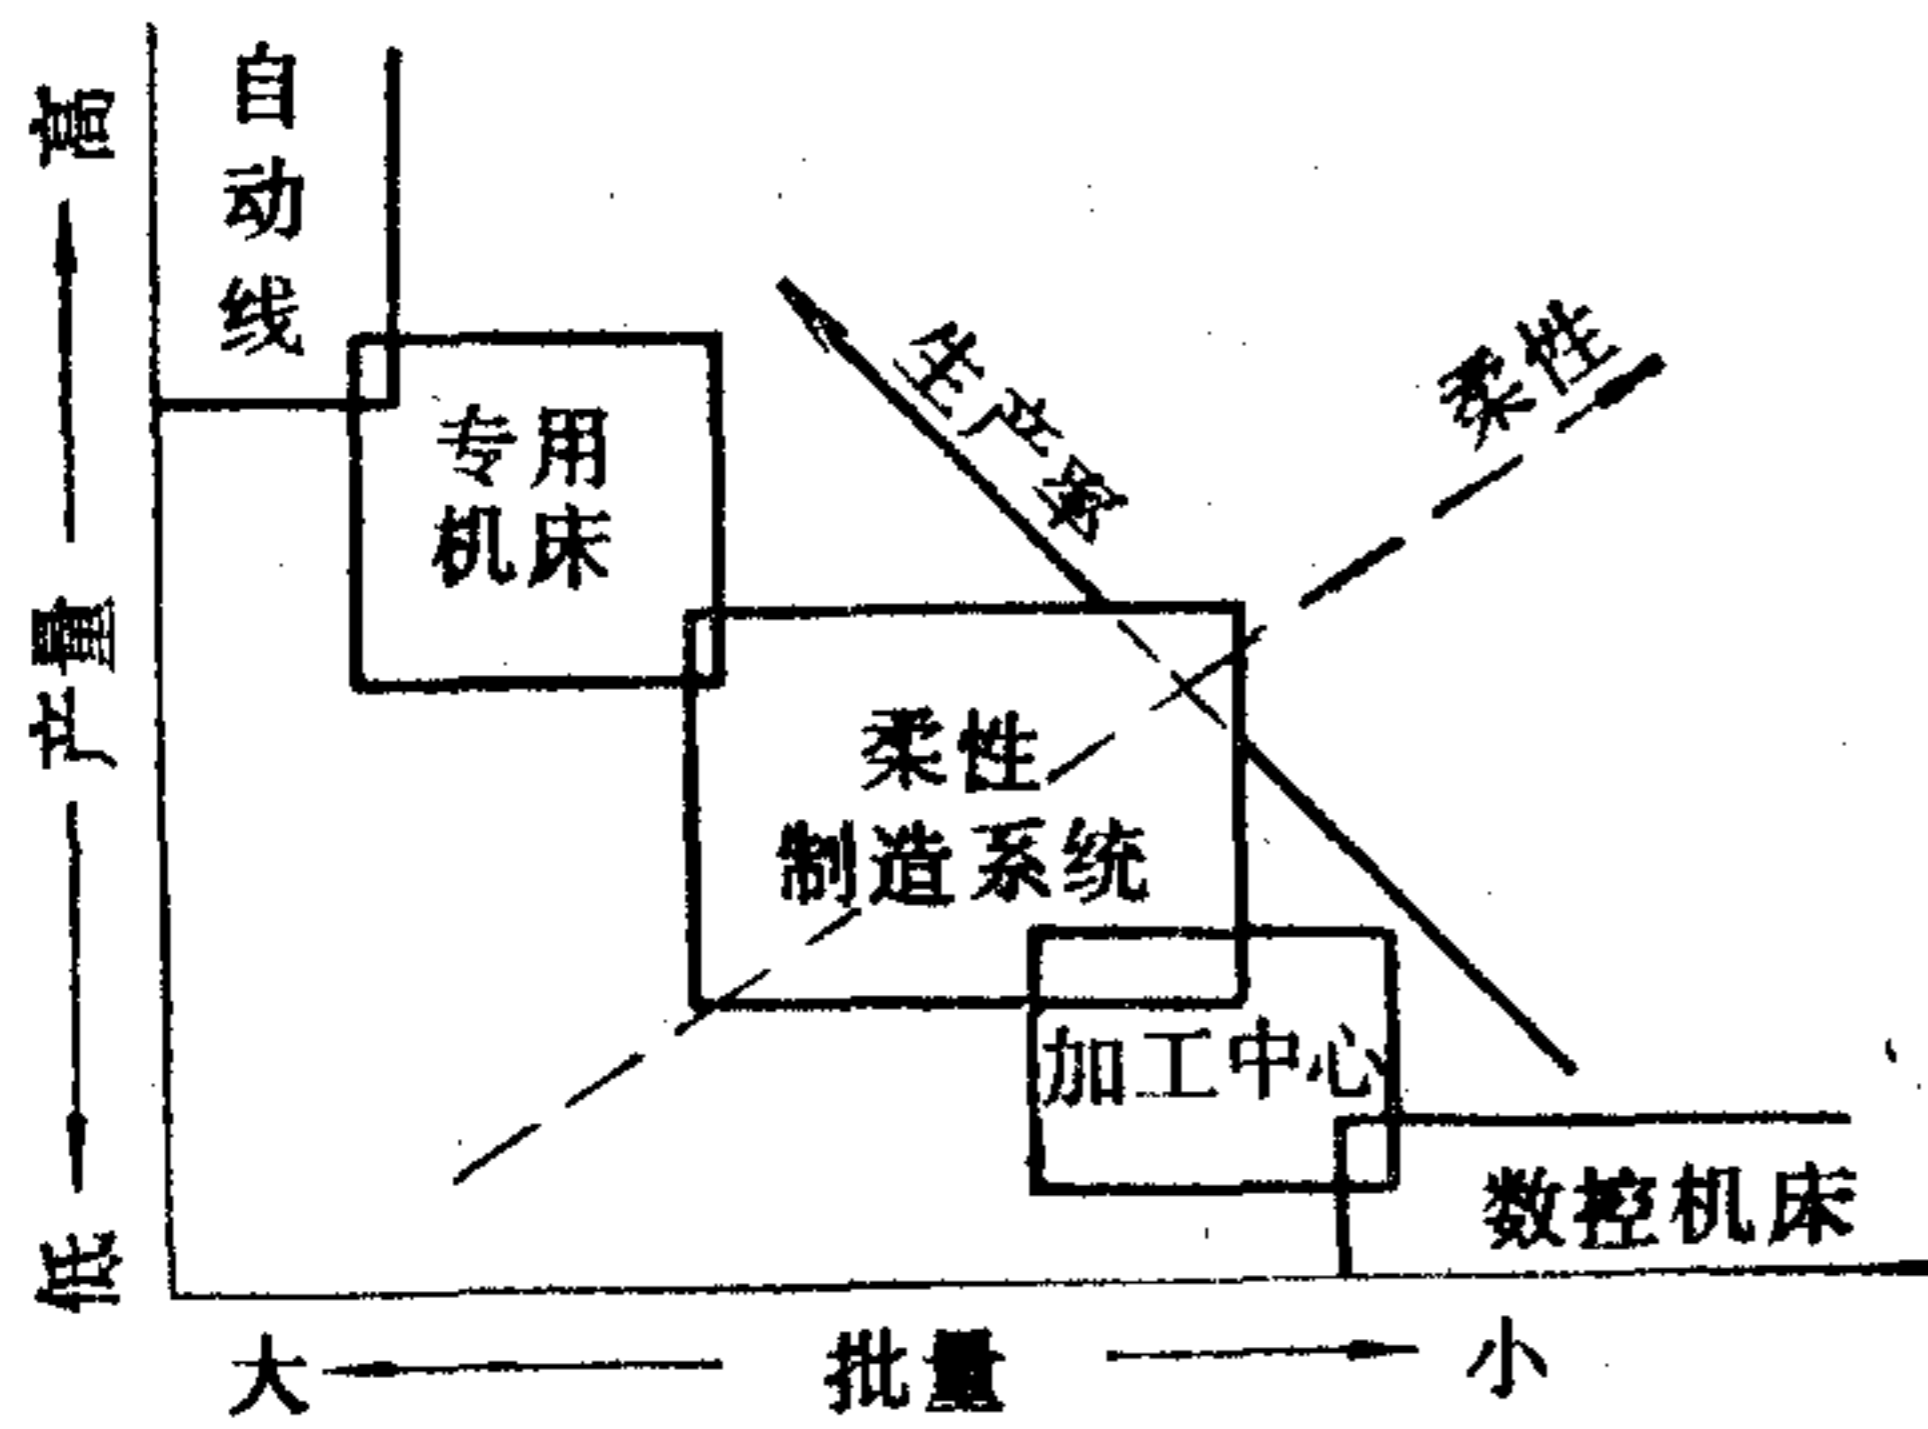 高
产量
低
自动线
专用
机床
生产率
柔性
柔性
制造系统
加工中心
数控机床
大
批量
小